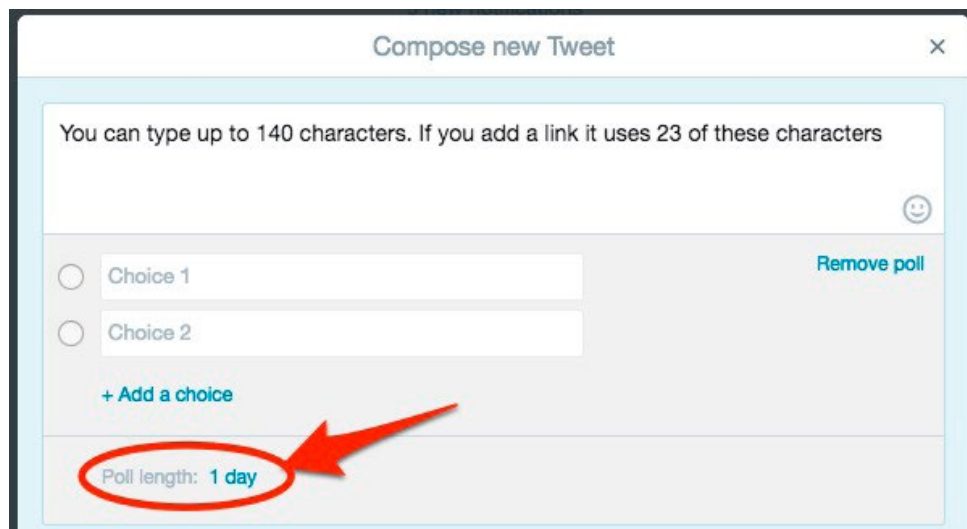 Compose new Tweet
You can type up to 140 characters. If you add a link it uses 23 of these characters
Remove poll
Choice 1
Choice 2
+ Add a choice
Poll length: 1 day